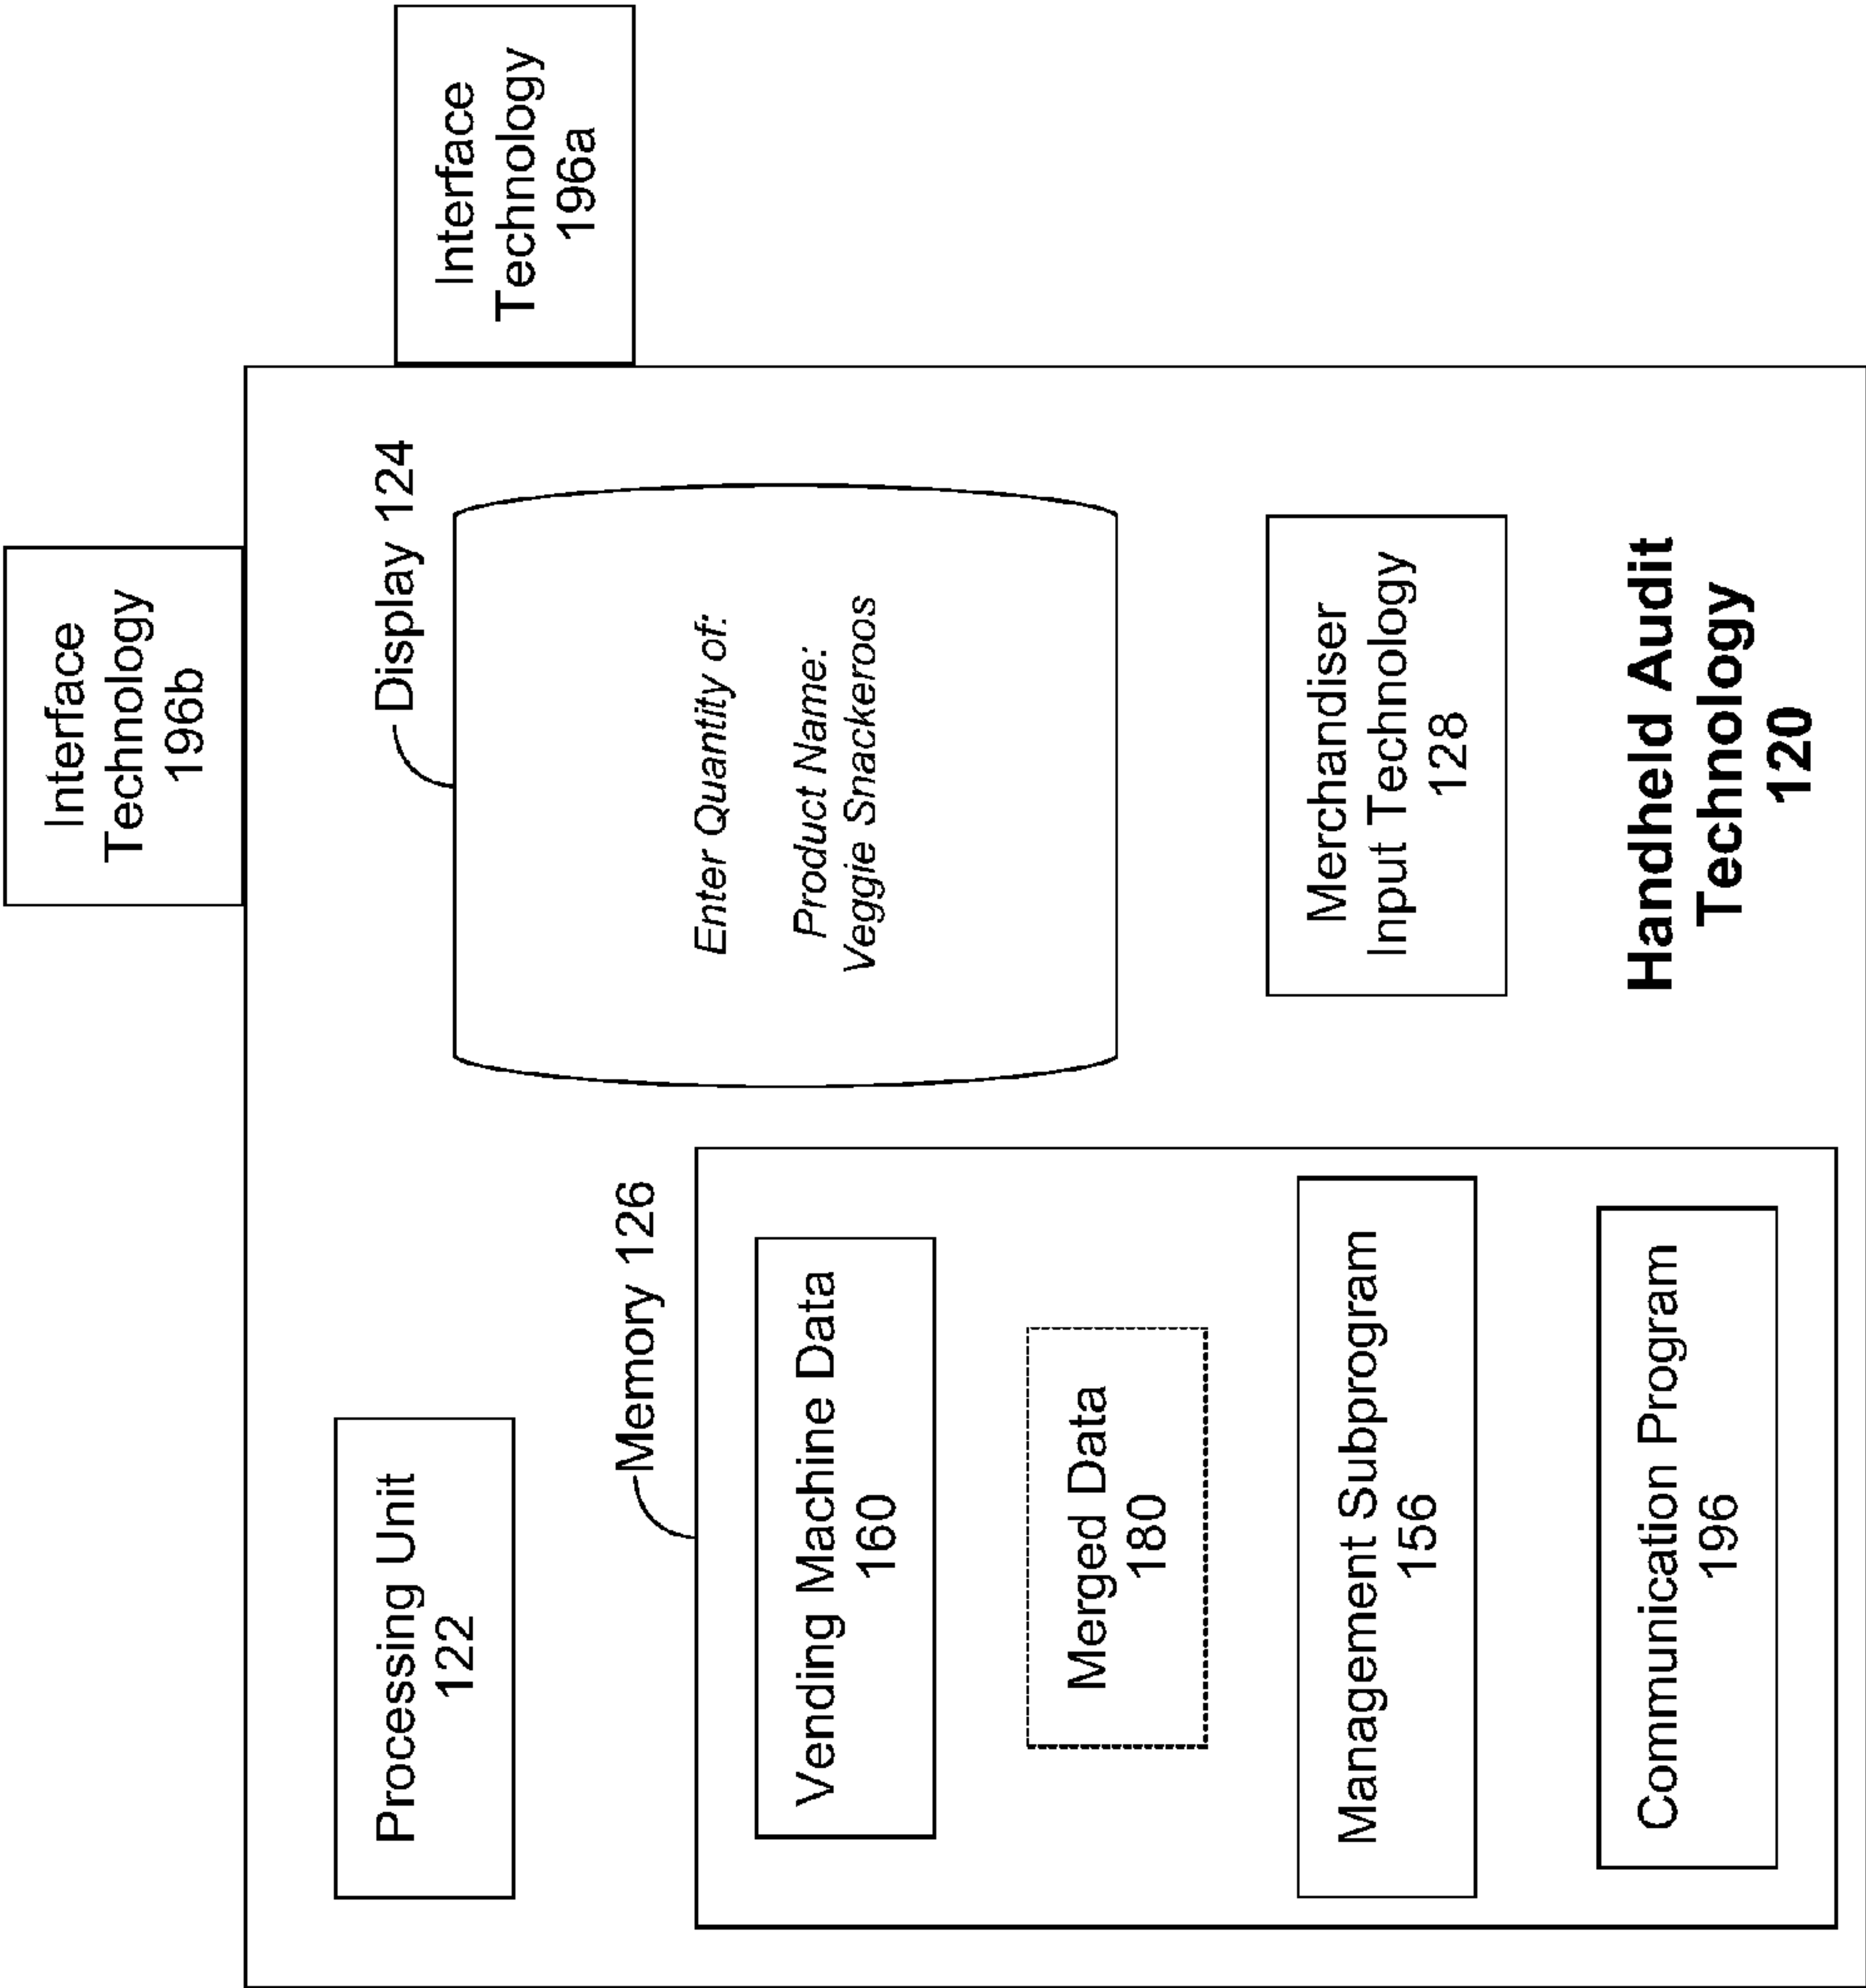 Processing Unit
122
Memory 126
Vending Machine Data
160
Merged Data
180
Management Subprogram
156
Communication Program
196
Interface
Technology
196b
Display 124
Enter Quantity of:
Product Name:
Veggie Snackeroos
Merchandiser
Input Technology
128
Handheld Audit
Technology
120
Interface
Technology
196a